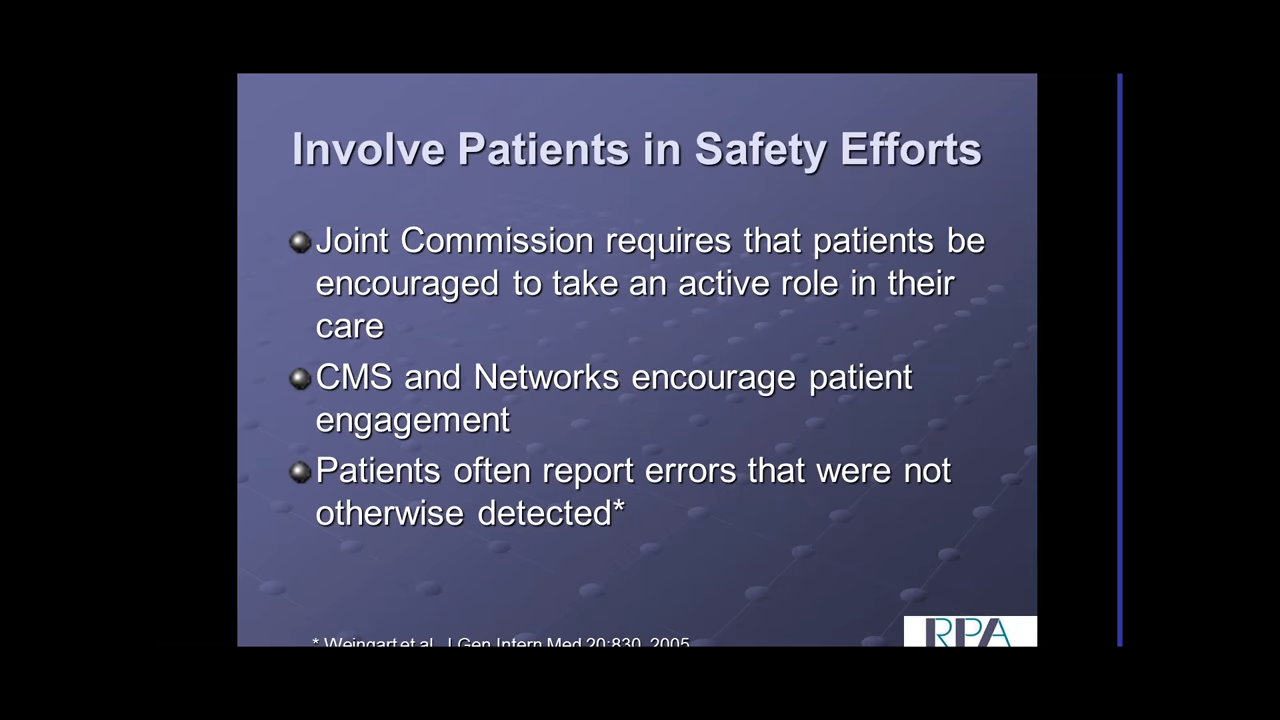 Involve Patients in Safety Efforts
Joint Commission requires that patients be
encouraged to take an active role in their
care
CMS and Networks encourage patient
engagement
Patients often report errors that were not
otherwise detected*
* Weingart et al., J Gen Intern Med 20:830, 2005
RPA